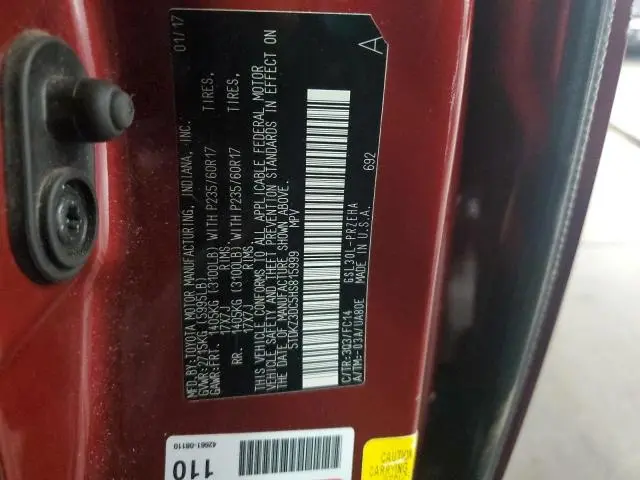 MFD.BY:TOYOTA MOTOR MANUFACTURING, INDIANA, INC. 01/17
GVWR:2715KG (5995LB)
GAWR:FRT. 1405KG (3100LB) WITH P235/60R17 TIRES,
17X7J RIMS
RR. 1405KG (3100LB) WITH P235/60R17 TIRES,
17X7J RIMS
THIS VEHICLE CONFORMS TO ALL APPLICABLE FEDERAL MOTOR
VEHICLE SAFETY AND THEFT PREVENTION STANDARDS IN EFFECT ON
THE DATE OF MANUFACTURE SHOWN ABOVE.
5TDKZ3DC5HS815999 MPV A
C/TR:3Q3/FC14 GSL30L-PRZEHA 692
A/TM:-03A/UA80E MADE IN U.S.A.
42661-08110
110
CAUTION
CARRYING